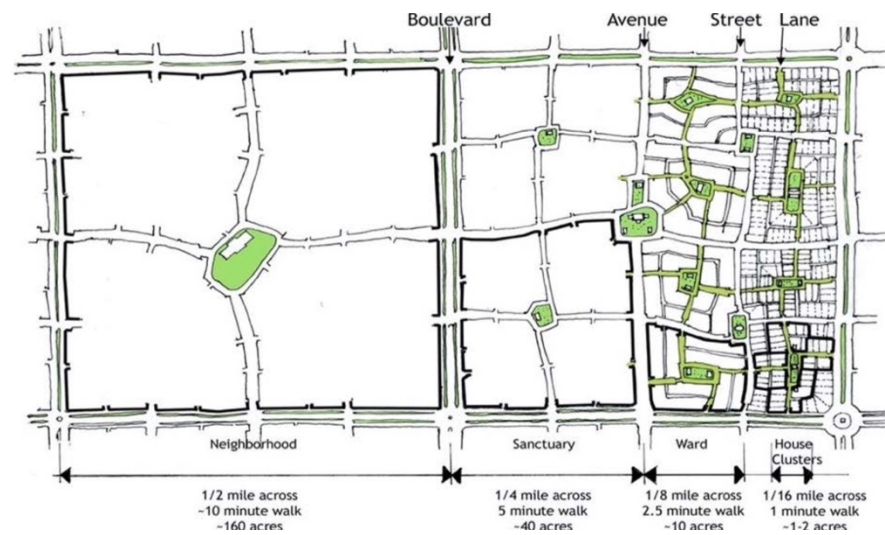 Boulevard
Avenue
Street
Lane
Neighborhood
Sanctuary
Ward
House
Clusters
1/2 mile across
~10 minute walk
~160 acres
1/4 mile across
5 minute walk
~40 acres
1/8 mile across
2.5 minute walk
~10 acres
1/16 mile across
1 minute walk
~1-2 acres